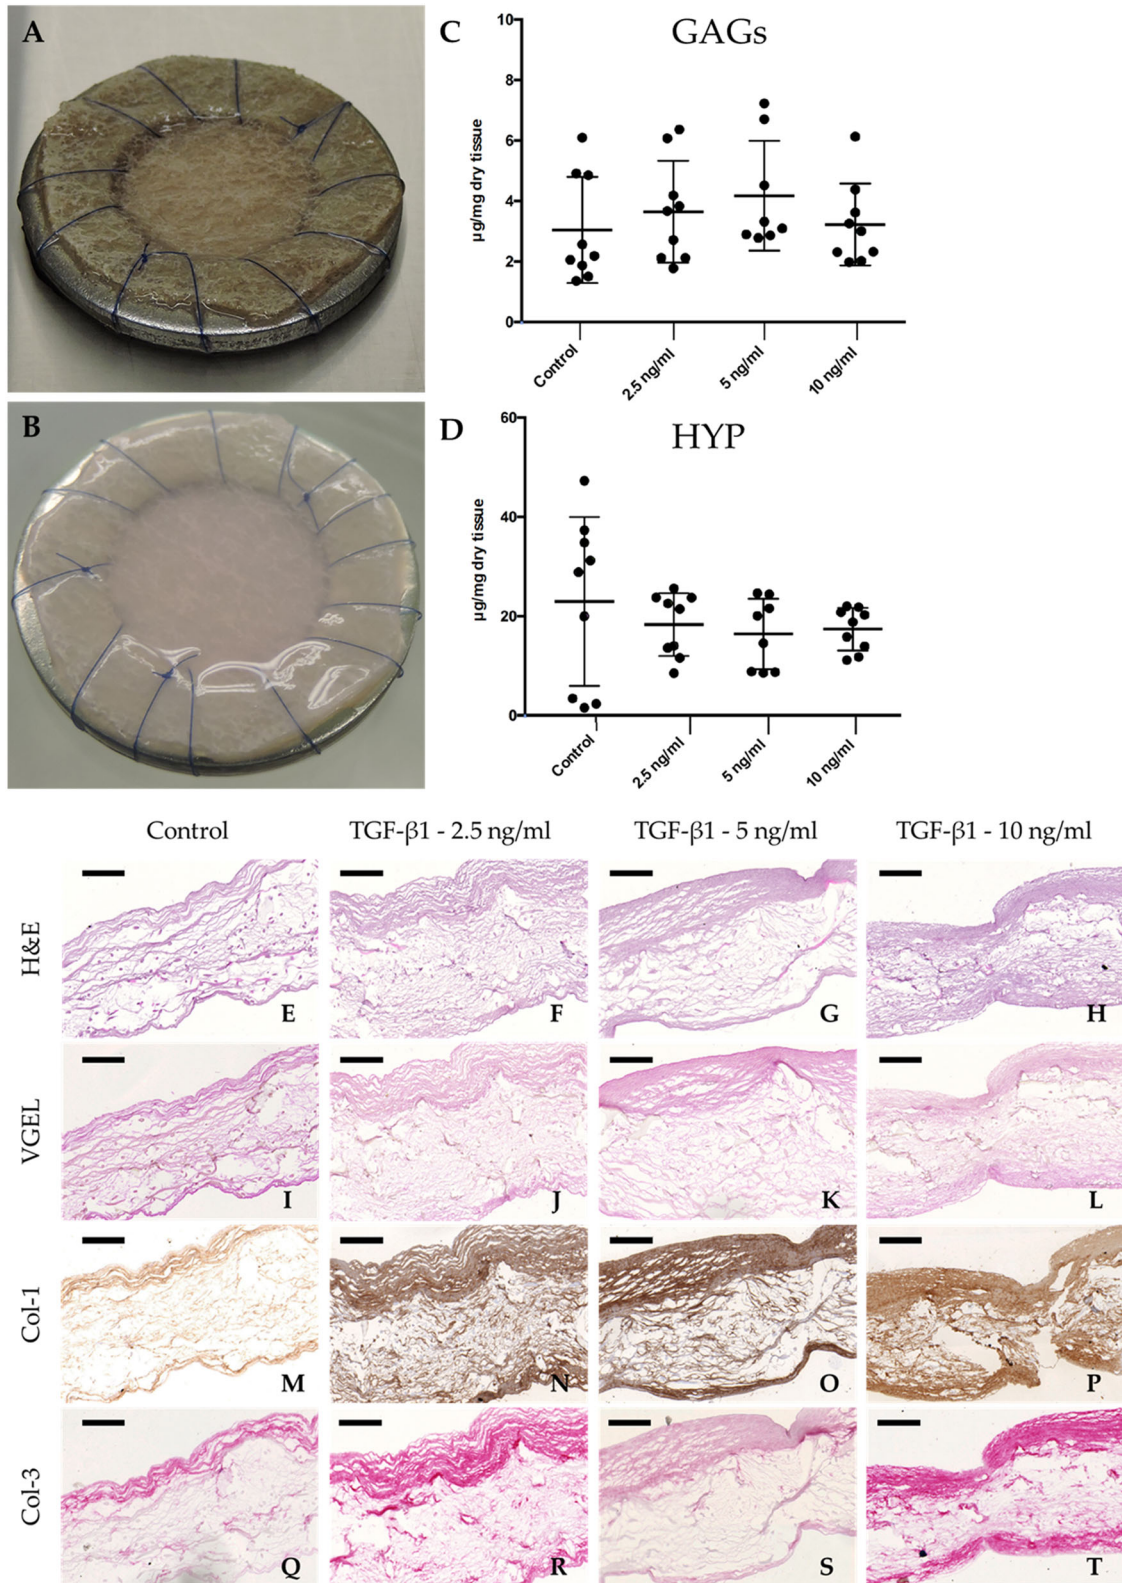 A
B
C
GAGs
µg/mg dry tissue
10
8
6
4
2
0
Control
2.5 ng/ml
5 ng/ml
10 ng/ml
D
HYP
µg/mg dry tissue
60
40
20
0
Control
2.5 ng/ml
5 ng/ml
10 ng/ml
Control
TGF-β1 - 2.5 ng/ml
TGF-β1 - 5 ng/ml
TGF-β1 - 10 ng/ml
H&E
E
F
G
H
VGEL
I
J
K
L
Col-1
M
N
O
P
Col-3
Q
R
S
T